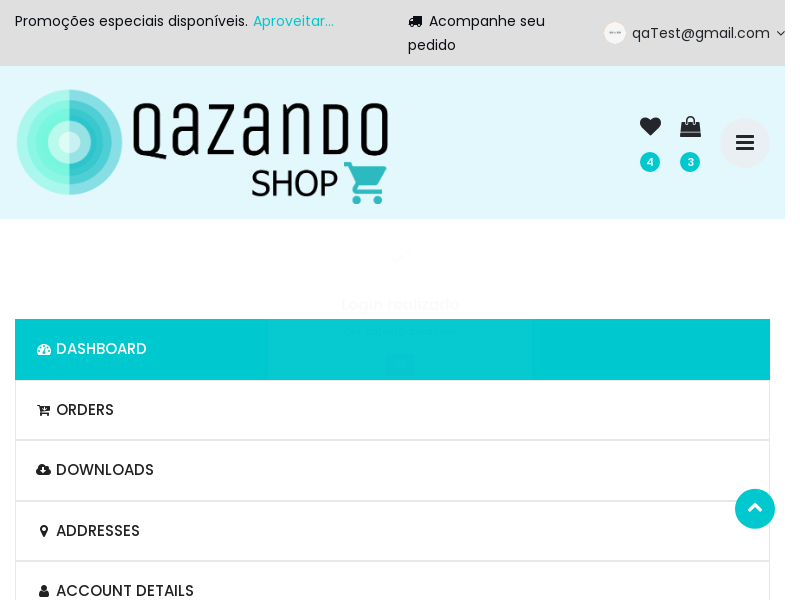 Promoções especiais disponíveis. Aproveitar...
Acompanhe seu
pedido
qaTest@gmail.com
QAZANDO
SHOP
4
3
Login realizado
DASHBOARD
ORDERS
DOWNLOADS
ADDRESSES
ACCOUNT DETAILS